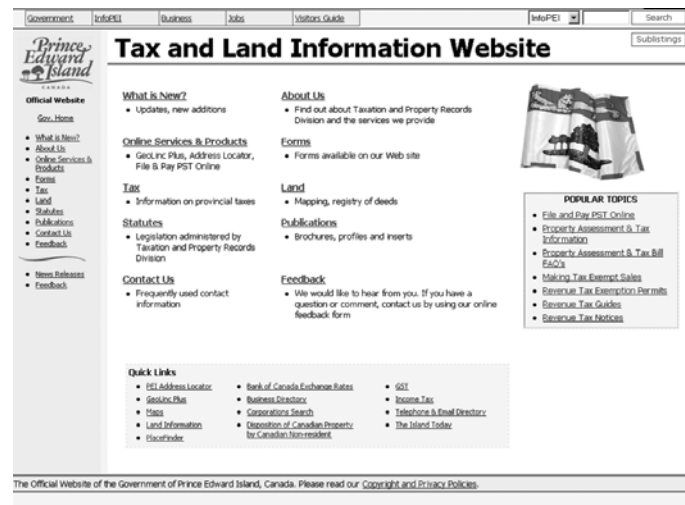 Government InfoPEI Business Jobs Visitors Guide InfoPEI Search
Sublistings
Prince
Edward
Island
CANADA
Official Website
Gov. Home
What is New?
About Us
Online Services &
Products
Forms
Tax
Land
Statutes
Publications
Contact Us
Feedback
News Releases
Feedback
Tax and Land Information Website
What is New?
Updates, new additions
About Us
Find out about Taxation and Property Records
Division and the services we provide
Online Services & Products
GeoLinc Plus, Address Locator,
File & Pay PST Online
Forms
Forms available on our Web site
Tax
Information on provincial taxes
Land
Mapping, registry of deeds
Statutes
Legislation administered by
Taxation and Property Records
Division
Publications
Brochures, profiles and inserts
Contact Us
Frequently used contact
information
Feedback
We would like to hear from you. If you have a
question or comment, contact us by using our online
feedback form
POPULAR TOPICS
File and Pay PST Online
Property Assessment & Tax
Information
Property Assessment & Tax Bill
FAQ's
Making Tax Exempt Sales
Revenue Tax Exemption Permits
Revenue Tax Guides
Revenue Tax Notices
Quick Links
PEI Address Locator
GeoLinc Plus
Maps
Land Information
PlaceFinder
Bank of Canada Exchange Rates
Business Directory
Corporations Search
Disposition of Canadian Property
by Canadian Non-resident
GST
Income Tax
Telephone & Email Directory
The Island Today
The Official Website of the Government of Prince Edward Island, Canada. Please read our Copyright and Privacy Policies.